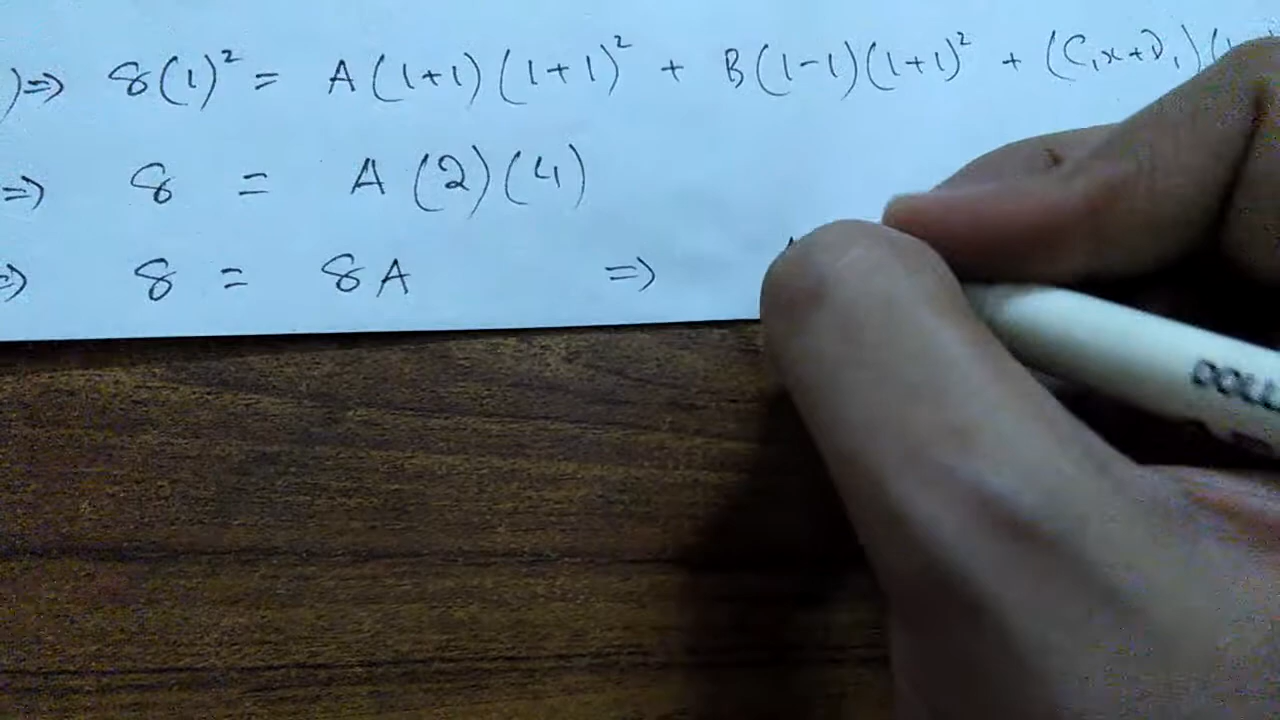 )⇒ 8(1)² = A(1+1)(1+1)² + B(1-1)(1+1)² + (C₁x+D₁)(
⇒ 8 = A(2)(4)
⇒ 8 = 8A ⇒
DOLL